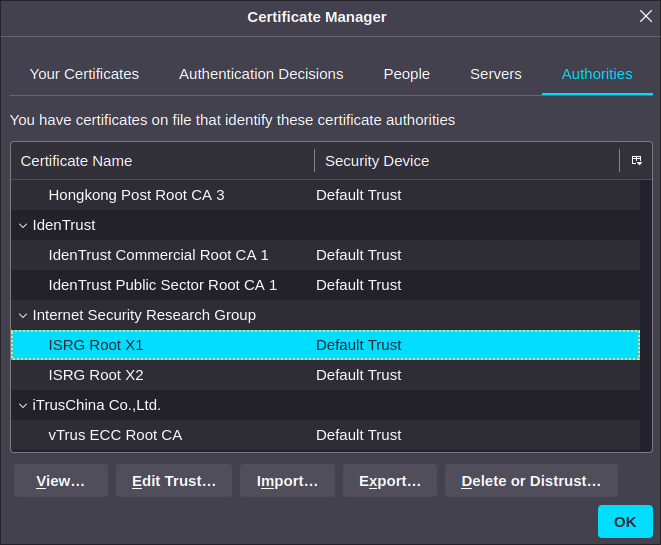 Certificate Manager
Your Certificates Authentication Decisions People Servers Authorities
You have certificates on file that identify these certificate authorities
Certificate Name Security Device
Hongkong Post Root CA 3 Default Trust
IdenTrust
IdenTrust Commercial Root CA 1 Default Trust
IdenTrust Public Sector Root CA 1 Default Trust
Internet Security Research Group
ISRG Root X1 Default Trust
ISRG Root X2 Default Trust
iTrusChina Co.,Ltd.
vTrus ECC Root CA Default Trust
View… Edit Trust… Import… Export… Delete or Distrust…
OK